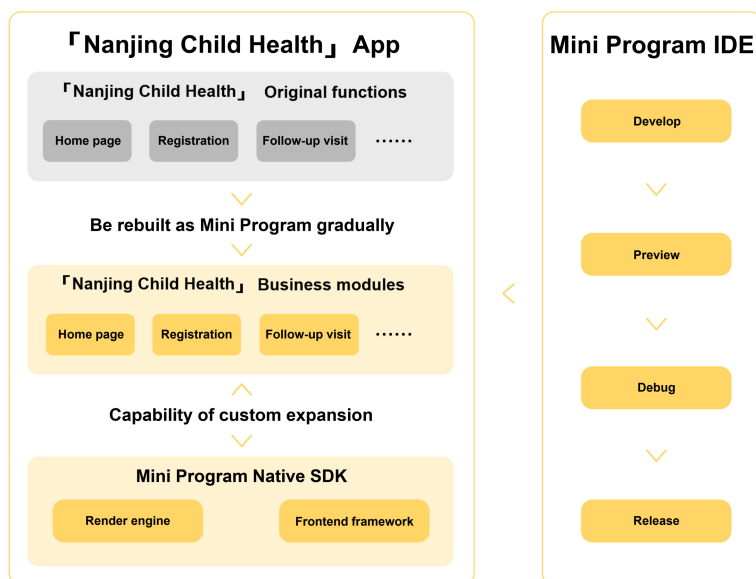 「Nanjing Child Health」 App
「Nanjing Child Health」 Original functions
Home page
Registration
Follow-up visit
······
Be rebuilt as Mini Program gradually
「Nanjing Child Health」 Business modules
Home page
Registration
Follow-up visit
······
Capability of custom expansion
Mini Program Native SDK
Render engine
Frontend framework
Mini Program IDE
Develop
Preview
Debug
Release